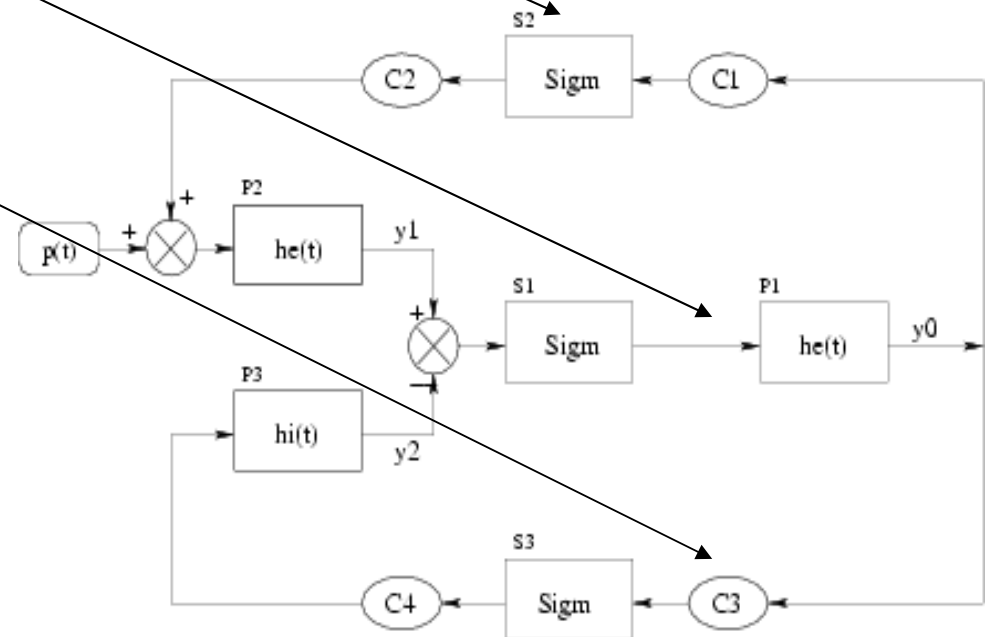 S2
C2
Sigm
C1
+
P2
+
p(t)
he(t)
y1
S1
P1
+
Sigm
he(t)
y0
P3
−
hi(t)
y2
S3
C4
Sigm
C3